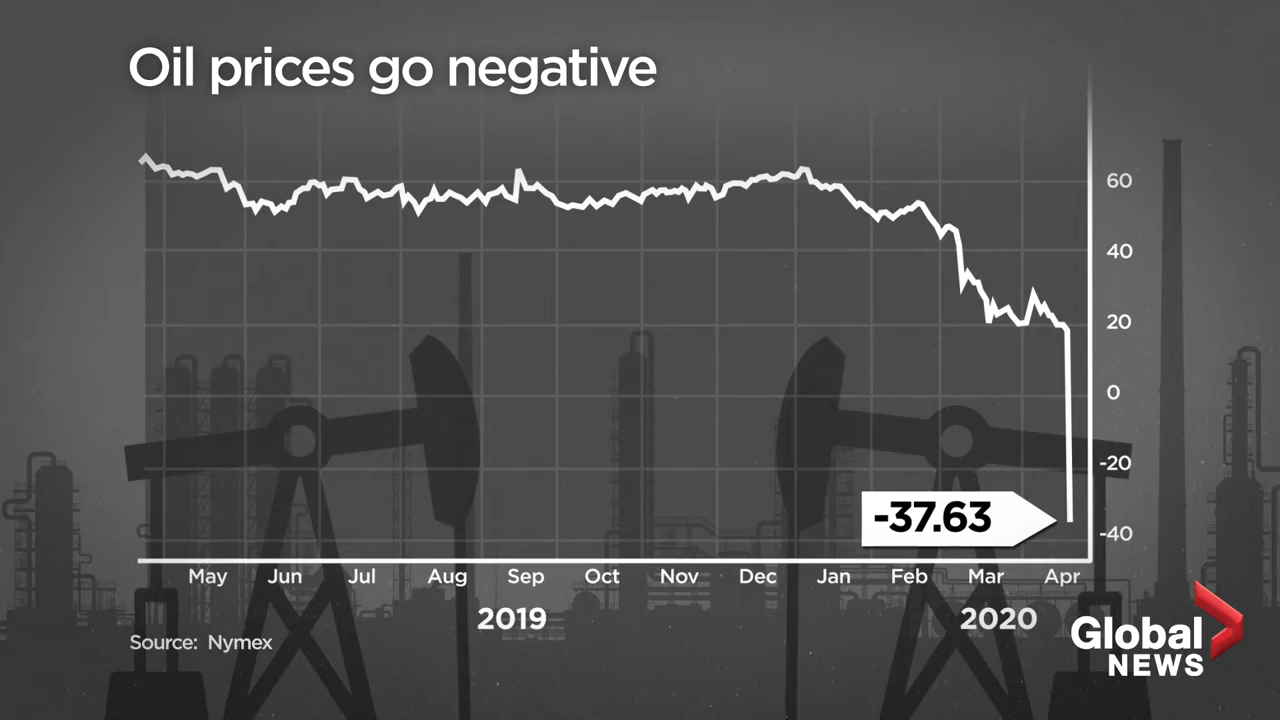 Oil prices go negative
60
40
20
0
-20
-40
-37.63
May Jun Jul Aug Sep Oct Nov Dec Jan Feb Mar Apr
2019 2020
Source: Nymex
Global
NEWS